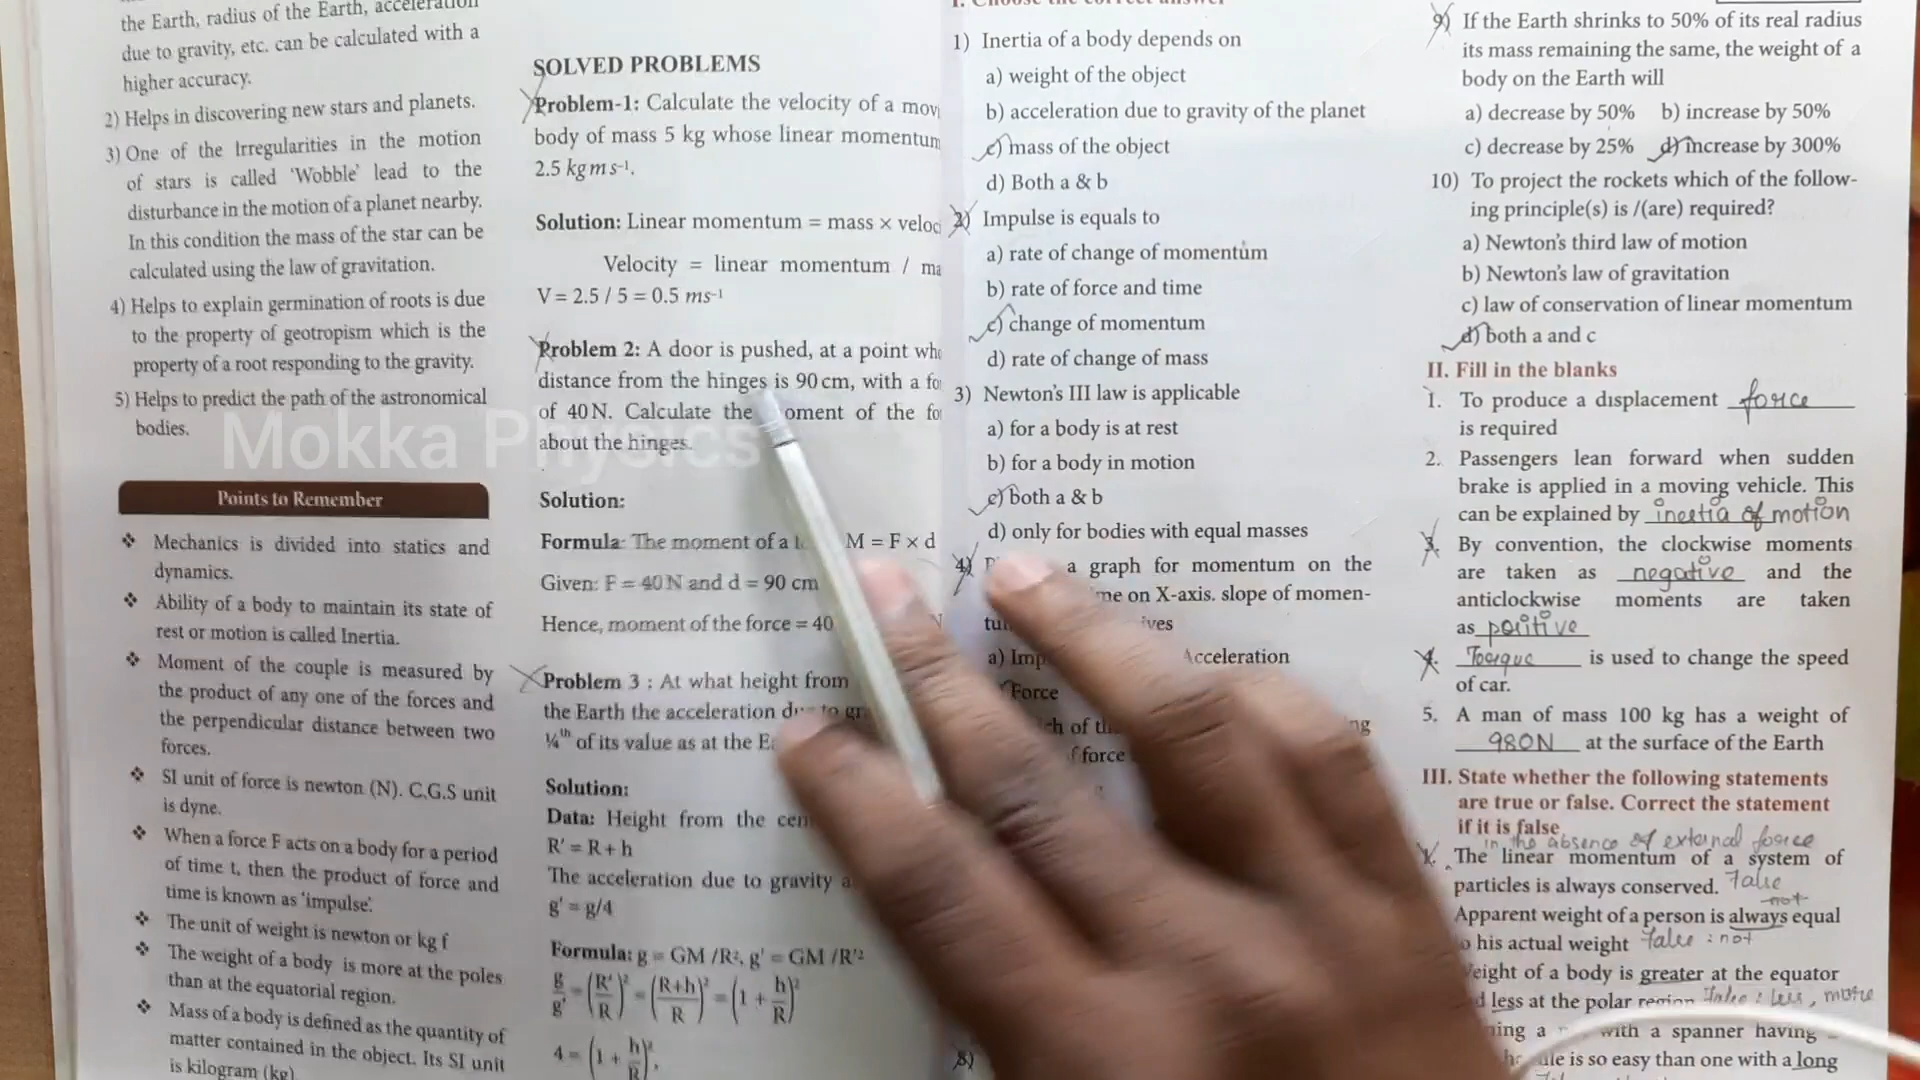 the Earth, radius of the Earth, acceleration
due to gravity, etc. can be calculated with a
higher accuracy.
2) Helps in discovering new stars and planets.
3) One of the Irregularities in the motion
of stars is called 'Wobble' lead to the
disturbance in the motion of a planet nearby.
In this condition the mass of the star can be
calculated using the law of gravitation.
4) Helps to explain germination of roots is due
to the property of geotropism which is the
property of a root responding to the gravity.
5) Helps to predict the path of the astronomical
bodies.
Mokka Physics
Points to Remember
❖ Mechanics is divided into statics and
dynamics.
❖ Ability of a body to maintain its state of
rest or motion is called Inertia.
❖ Moment of the couple is measured by
the product of any one of the forces and
the perpendicular distance between two
forces.
❖ SI unit of force is newton (N). C.G.S unit
is dyne.
❖ When a force F acts on a body for a period
of time t, then the product of force and
time is known as 'impulse'.
❖ The unit of weight is newton or kg f
❖ The weight of a body is more at the poles
than at the equatorial region.
❖ Mass of a body is defined as the quantity of
matter contained in the object. Its SI unit
is kilogram (kg)
SOLVED PROBLEMS
Problem-1: Calculate the velocity of a mov
body of mass 5 kg whose linear momentum
2.5 kg m s⁻¹.
Solution: Linear momentum = mass × veloc
Velocity = linear momentum / ma
V = 2.5 / 5 = 0.5 ms⁻¹
Problem 2: A door is pushed, at a point who
distance from the hinges is 90 cm, with a fo
of 40 N. Calculate the oment of the fo
about the hinges.
Solution:
Formula: The moment of a M = F × d
Given: F = 40 N and d = 90 cm
Hence, moment of the force = 40
Problem 3 : At what height from
the Earth the acceleration due to gr
¼th of its value as at the Ea
Solution:
Data: Height from the cen
R′ = R + h
The acceleration due to gravity a
g′ = g/4
Formula: g = GM /R², g′ = GM /R′²
g/g′ = (R′/R)² = (R+h/R)² = (1 + h/R)²
4 = (1 + h/R)²,
I. Choose the correct answer
1) Inertia of a body depends on
a) weight of the object
b) acceleration due to gravity of the planet
c) mass of the object
d) Both a & b
2) Impulse is equals to
a) rate of change of momentum
b) rate of force and time
c) change of momentum
d) rate of change of mass
3) Newton's III law is applicable
a) for a body is at rest
b) for a body in motion
c) both a & b
d) only for bodies with equal masses
4) a graph for momentum on the
me on X-axis. slope of momen-
tu ives
a) Imp Acceleration
Force
ch of th ng
f force
8)
9) If the Earth shrinks to 50% of its real radius
its mass remaining the same, the weight of a
body on the Earth will
a) decrease by 50% b) increase by 50%
c) decrease by 25% d) increase by 300%
10) To project the rockets which of the follow-
ing principle(s) is /(are) required?
a) Newton's third law of motion
b) Newton's law of gravitation
c) law of conservation of linear momentum
d) both a and c
II. Fill in the blanks
1. To produce a displacement force
is required
2. Passengers lean forward when sudden
brake is applied in a moving vehicle. This
can be explained by inertia of motion
3. By convention, the clockwise moments
are taken as negative and the
anticlockwise moments are taken
as positive
4. Torque is used to change the speed
of car.
5. A man of mass 100 kg has a weight of
980N at the surface of the Earth
III. State whether the following statements
are true or false. Correct the statement
if it is false
in the absence of external force
1. The linear momentum of a system of
particles is always conserved. False
not
Apparent weight of a person is always equal
o his actual weight False : not
Weight of a body is greater at the equator
d less at the polar region False : less, more
ning a with a spanner having
le is so easy than one with a long